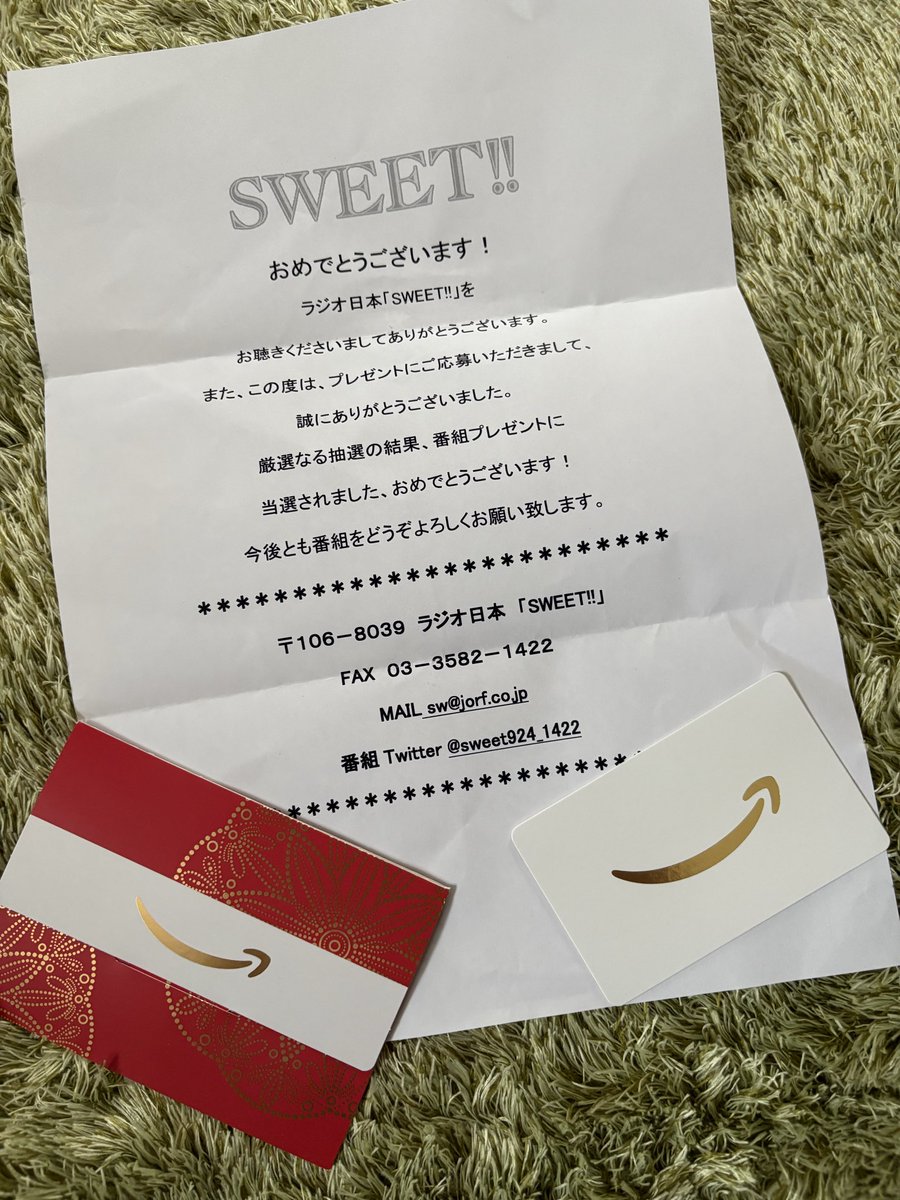 SWEET!!
おめでとうございます！
ラジオ日本「SWEET!!」を
お聴きくださいましてありがとうございます。
また、この度は、プレゼントにご応募いただきまして、
誠にありがとうございました。
厳選なる抽選の結果、番組プレゼントに
当選されました、おめでとうございます！
今後とも番組をどうぞよろしくお願い致します。
*************************
〒106－8039 ラジオ日本 「SWEET!!」
FAX 03－3582－1422
MAIL sw@jorf.co.jp
番組 Twitter @sweet924_1422
*******************